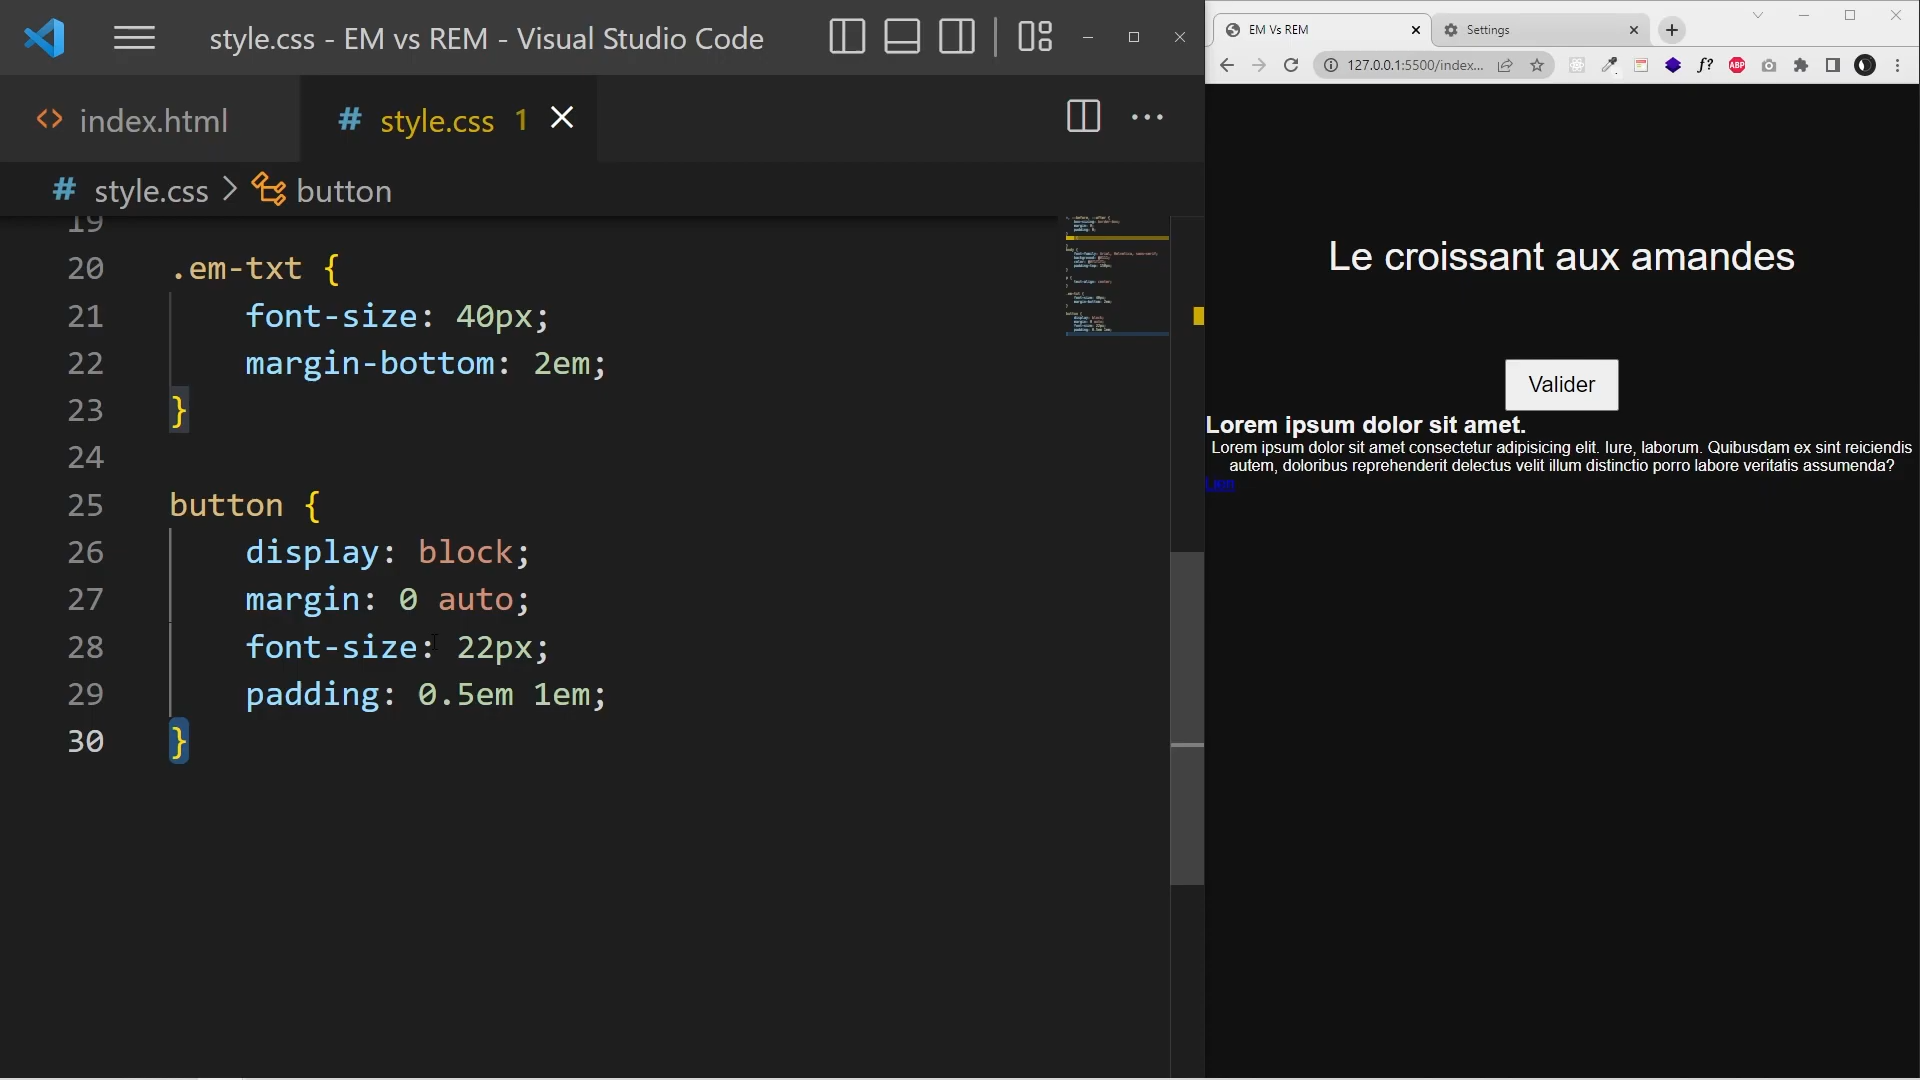 style.css - EM vs REM - Visual Studio Code
index.html
# style.css 1
# style.css > button
19
20 .em-txt {
21 font-size: 40px;
22 margin-bottom: 2em;
23 }
24
25 button {
26 display: block;
27 margin: 0 auto;
28 font-size: 22px;
29 padding: 0.5em 1em;
30 }
EM Vs REM
Settings
127.0.0.1:5500/index...
f?
ABP
Le croissant aux amandes
Valider
Lorem ipsum dolor sit amet.
Lorem ipsum dolor sit amet consectetur adipisicing elit. Iure, laborum. Quibusdam ex sint reiciendis
autem, doloribus reprehenderit delectus velit illum distinctio porro labore veritatis assumenda?
Lien